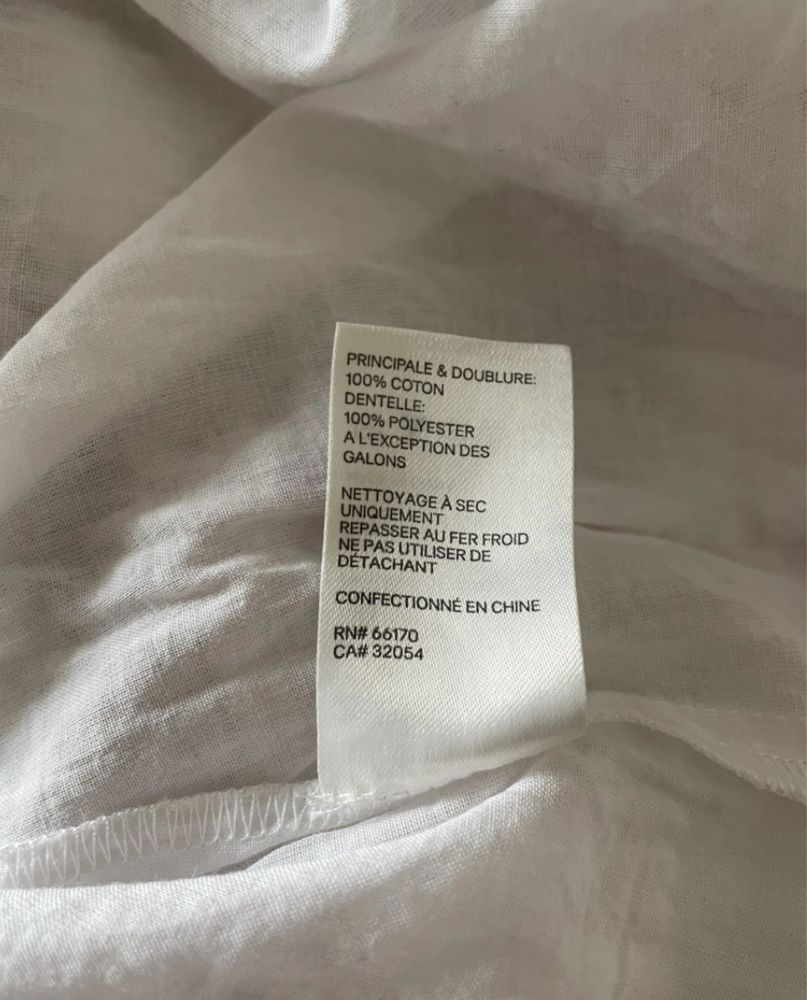 PRINCIPALE & DOUBLURE:
100% COTON
DENTELLE:
100% POLYESTER
A L'EXCEPTION DES
GALONS
NETTOYAGE À SEC
UNIQUEMENT
REPASSER AU FER FROID
NE PAS UTILISER DE
DÉTACHANT
CONFECTIONNÉ EN CHINE
RN# 66170
CA# 32054